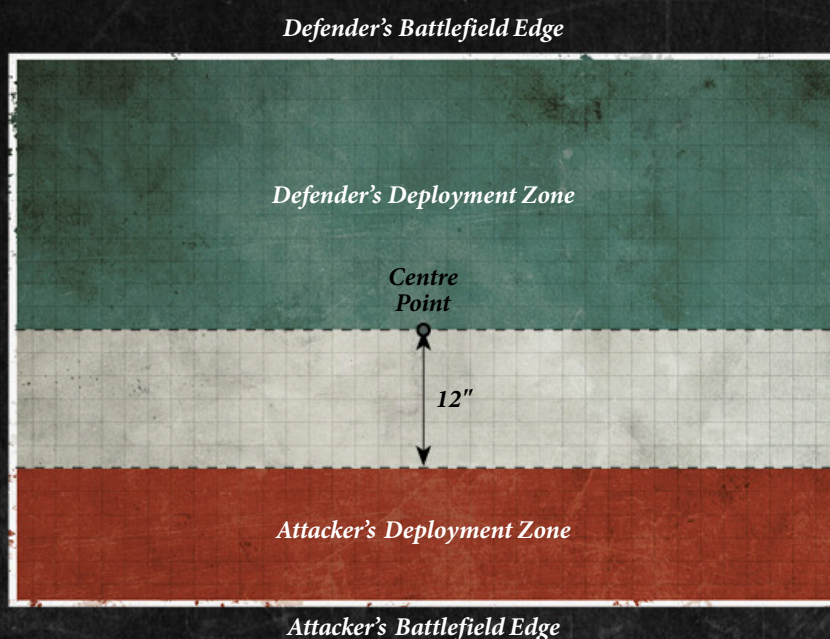 Defender’s Battlefield Edge
Defender’s Deployment Zone
Centre
Point
12"
Attacker’s Deployment Zone
Attacker’s Battlefield Edge